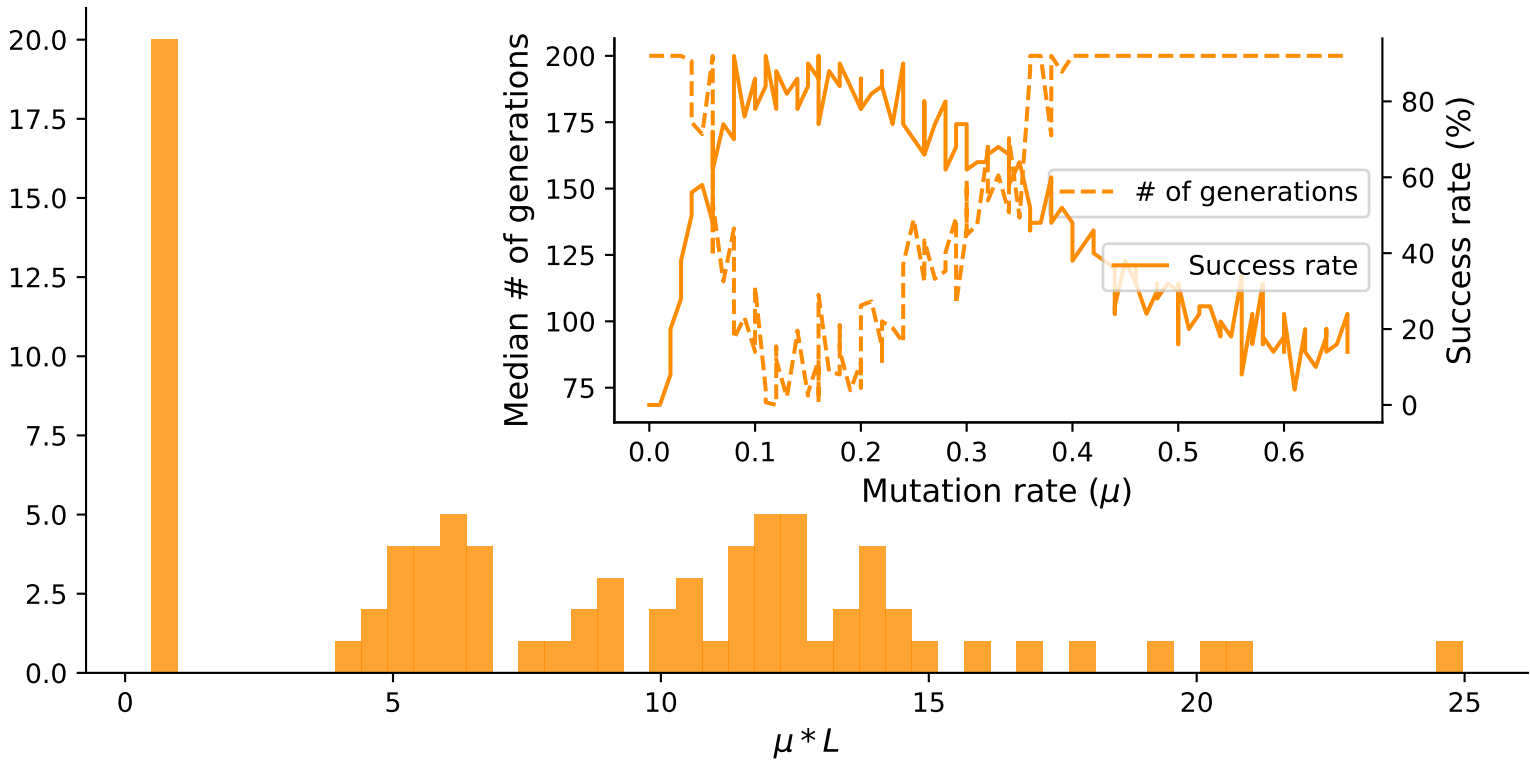 20.0
17.5
15.0
12.5
10.0
7.5
5.0
2.5
0.0
0 5 10 15 20 25
μ * L
Median # of generations
200
175
150
125
100
75
0.0 0.1 0.2 0.3 0.4 0.5 0.6
Mutation rate (μ)
80
60
40
20
0
Success rate (%)
# of generations
Success rate